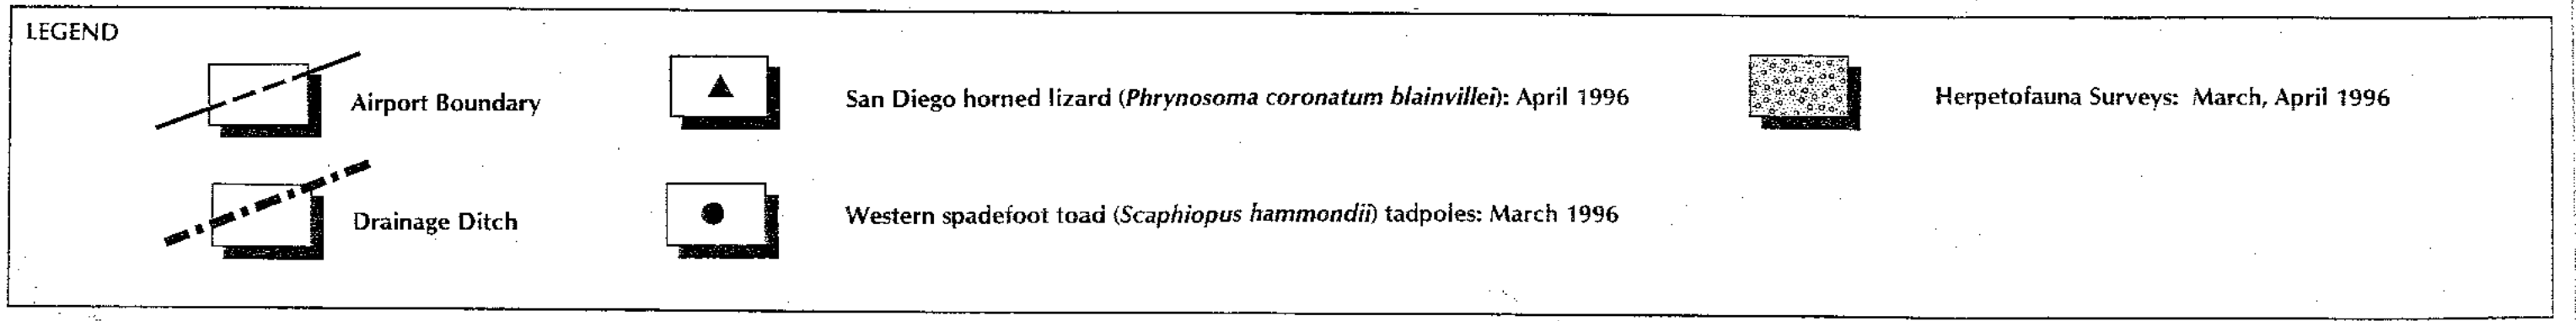 LEGEND
Airport Boundary
San Diego horned lizard (Phrynosoma coronatum blainvillei): April 1996
Herpetofauna Surveys: March, April 1996
Drainage Ditch
Western spadefoot toad (Scaphiopus hammondii) tadpoles: March 1996